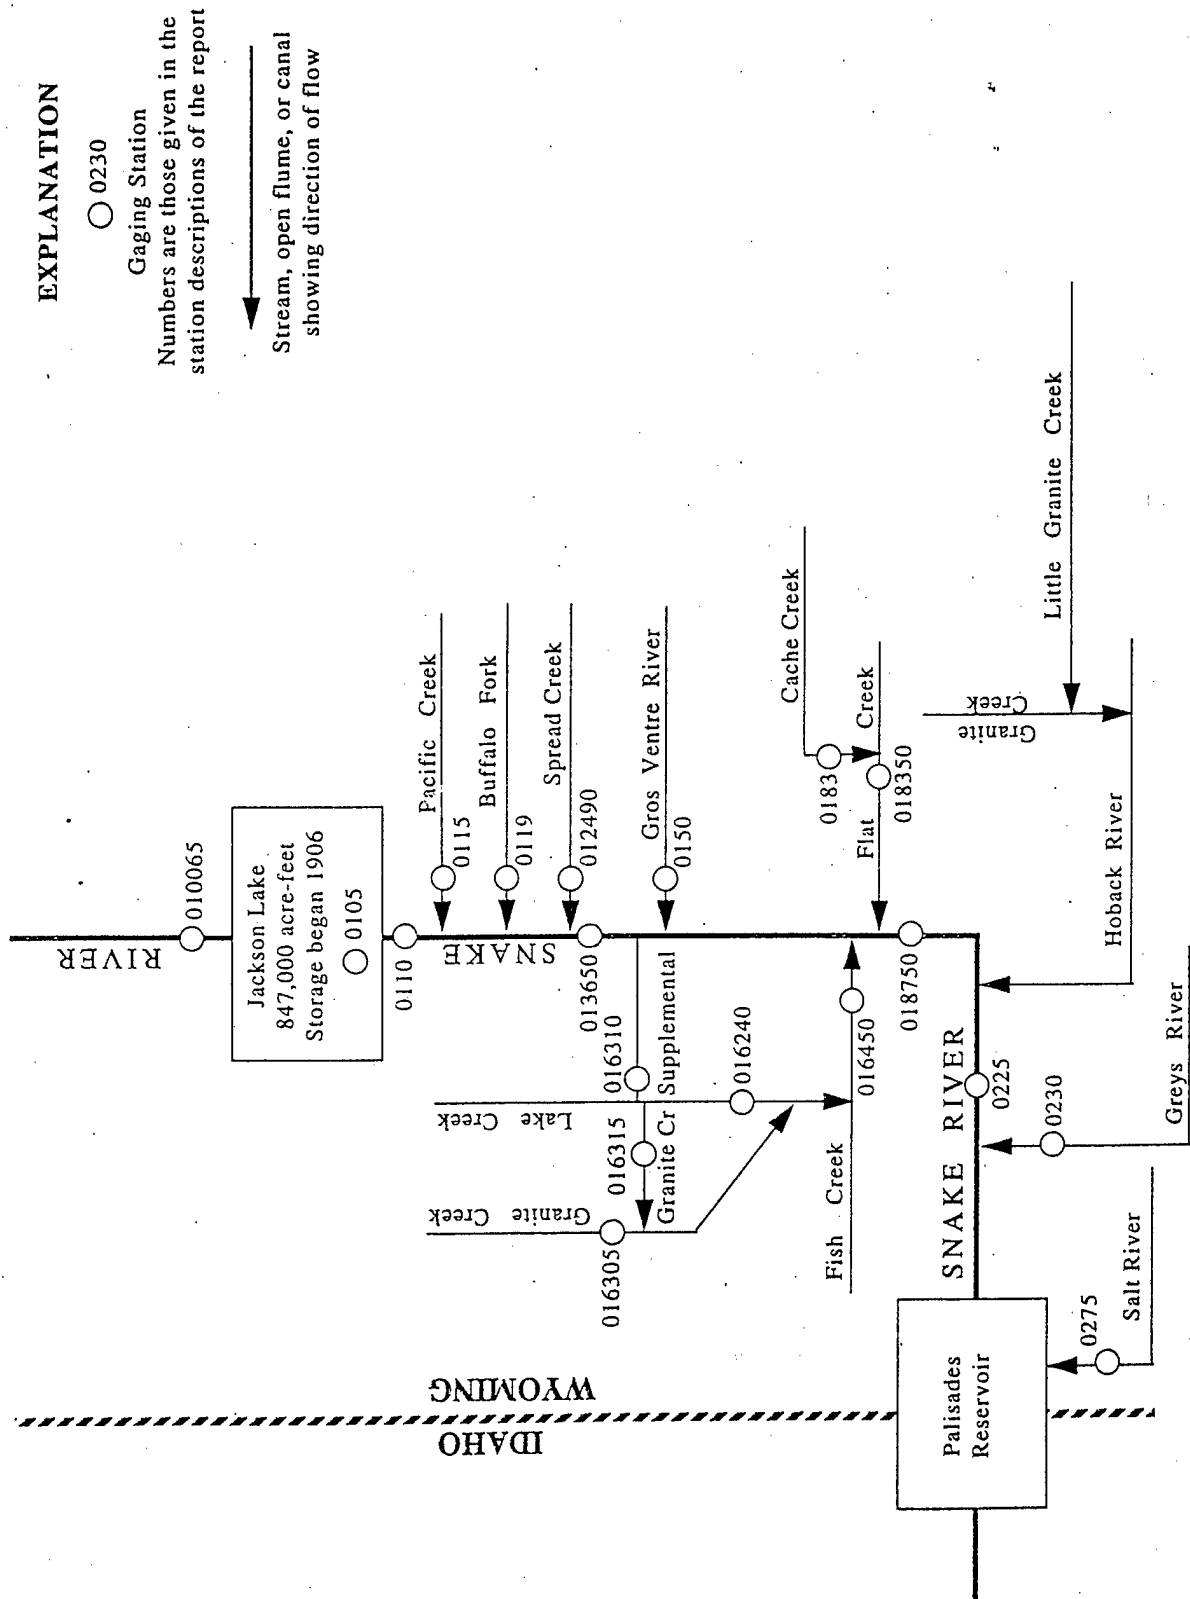 EXPLANATION
0230
Gaging Station
Numbers are those given in the
station descriptions of the report
Stream, open flume, or canal
showing direction of flow
RIVER
010065
Jackson Lake
847,000 acre-feet
Storage began 1906
0105
0110
SNAKE
Pacific Creek
0115
Buffalo Fork
0119
Spread Creek
012490
013650
Gros Ventre River
0150
016310
Granite Cr Supplemental
016315
Lake Creek
016240
Granite Creek
016305
Fish Creek
016450
Cache Creek
0183
Flat Creek
018350
018750
Little Granite Creek
Granite
Creek
Hoback River
SNAKE RIVER
0225
0230
Greys River
0275
Salt River
Palisades
Reservoir
WYOMING
IDAHO